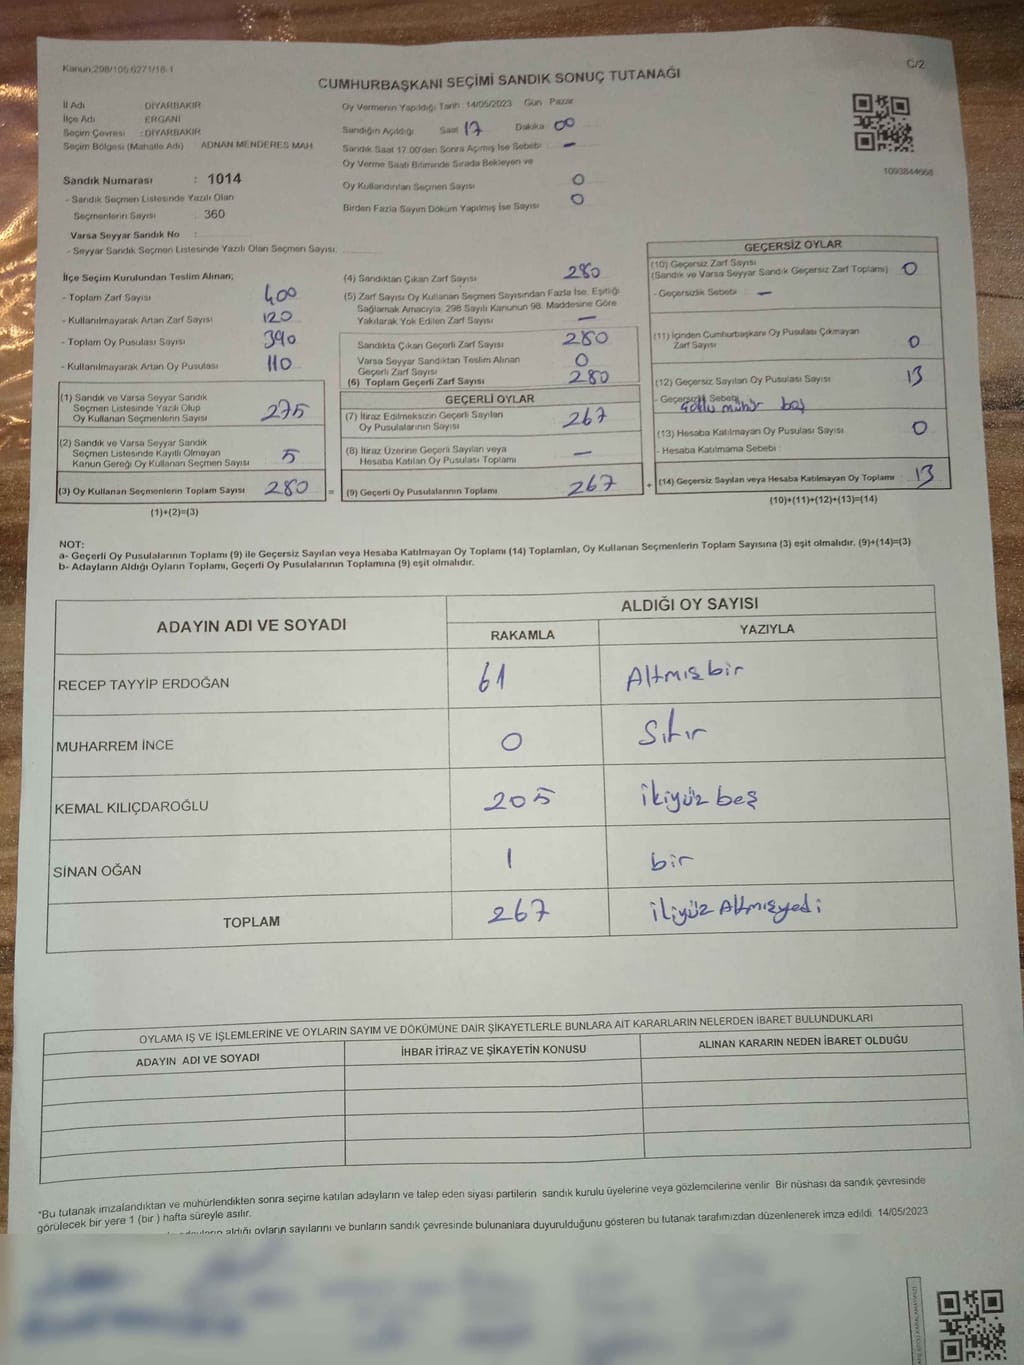 Kanun:298/105.6271/16-1
C/2
CUMHURBAŞKANI SEÇİMİ SANDIK SONUÇ TUTANAĞI
İl Adı DİYARBAKIR
İlçe Adı ERGANİ
Seçim Çevresi : DİYARBAKIR
Seçim Bölgesi (Mahalle Adı) ADNAN MENDERES MAH
Oy Vermenin Yapıldığı Tarih : 14/05/2023 Gün Pazar
Sandığın Açıldığı Saat 17 Dakika 00
Sandık Saat 17.00'den Sonra Açımış İse Sebebi –
Oy Verme Saati Bitiminde Sırada Bekleyen ve
Oy Kullandırılan Seçmen Sayısı 0
Birden Fazla Sayım Döküm Yapılmış İse Sayısı 0
1093844668
Sandık Numarası : 1014
- Sandık Seçmen Listesinde Yazılı Olan
Seçmenlerin Sayısı : 360
Varsa Seyyar Sandık No :
- Seyyar Sandık Seçmen Listesinde Yazılı Olan Seçmen Sayısı:
İlçe Seçim Kurulundan Teslim Alınan;
- Toplam Zarf Sayısı 400
- Kullanılmayarak Artan Zarf Sayısı 120
- Toplam Oy Pusulası Sayısı 390
- Kullanılmayarak Artan Oy Pusulası 110
(1) Sandık ve Varsa Seyyar Sandık
Seçmen Listesinde Yazılı Olup
Oy Kullanan Seçmenlerin Sayısı 275
(2) Sandık ve Varsa Seyyar Sandık
Seçmen Listesinde Kayıtlı Olmayan
Kanun Gereği Oy Kullanan Seçmen Sayısı 5
(3) Oy Kullanan Seçmenlerin Toplam Sayısı 280 =
(1)+(2)=(3)
(4) Sandıktan Çıkan Zarf Sayısı 280
(5) Zarf Sayısı Oy Kullanan Seçmen Sayısından Fazla İse, Eşitliği
Sağlamak Amacıyla; 298 Sayılı Kanunun 98. Maddesine Göre
Yakılarak Yok Edilen Zarf Sayısı –
Sandıkta Çıkan Geçerli Zarf Sayısı 280
Varsa Seyyar Sandıktan Teslim Alınan
Geçerli Zarf Sayısı 0
(6) Toplam Geçerli Zarf Sayısı 280
GEÇERLİ OYLAR
(7) İtiraz Edilmeksizin Geçerli Sayılan
Oy Pusulalarının Sayısı 267
(8) İtiraz Üzerine Geçerli Sayılan veya
Hesaba Katılan Oy Pusulası Toplamı –
(9) Geçerli Oy Pusulalarının Toplamı 267 +
GEÇERSİZ OYLAR
(10) Geçersiz Zarf Sayısı
(Sandık ve Varsa Seyyar Sandık Geçersiz Zarf Toplamı) 0
- Geçersizlik Sebebi –
(11) İçinden Cumhurbaşkanı Oy Pusulası Çıkmayan
Zarf Sayısı 0
(12) Geçersiz Sayılan Oy Pusulası Sayısı 13
- Geçersizlik Sebebi mühür boş
(13) Hesaba Katılmayan Oy Pusulası Sayısı 0
- Hesaba Katılmama Sebebi :
(14) Geçersiz Sayılan veya Hesaba Katılmayan Oy Toplamı 13
(10)+(11)+(12)+(13)=(14)
NOT:
a- Geçerli Oy Pusulalarının Toplamı (9) ile Geçersiz Sayılan veya Hesaba Katılmayan Oy Toplamı (14) Toplamları, Oy Kullanan Seçmenlerin Toplam Sayısına (3) eşit olmalıdır. (9)+(14)=(3)
b- Adayların Aldığı Oyların Toplamı, Geçerli Oy Pusulalarının Toplamına (9) eşit olmalıdır.
ADAYIN ADI VE SOYADI ALDIĞI OY SAYISI
RAKAMLA YAZIYLA
RECEP TAYYİP ERDOĞAN 61 Altmışbir
MUHARREM İNCE 0 Sıfır
KEMAL KILIÇDAROĞLU 205 ikiyüz beş
SİNAN OĞAN 1 bir
TOPLAM 267 ikiyüz Altmışyedi
OYLAMA İŞ VE İŞLEMLERİNE VE OYLARIN SAYIM VE DÖKÜMÜNE DAİR ŞİKAYETLERLE BUNLARA AİT KARARLARIN NELERDEN İBARET BULUNDUKLARI
ADAYIN ADI VE SOYADI İHBAR İTİRAZ VE ŞİKAYETİN KONUSU ALINAN KARARIN NEDEN İBARET OLDUĞU
*Bu tutanak imzalandıktan ve mühürlendikten sonra seçime katılan adayların ve talep eden siyasi partilerin sandık kurulu üyelerine veya gözlemcilerine verilir. Bir nüshası da sandık çevresinde
görülecek bir yere 1 (bir ) hafta süreyle asılır.
aldığı oyların sayılarını ve bunların sandık çevresinde bulunanlara duyurulduğunu gösteren bu tutanak tarafımızdan düzenlenerek imza edildi. 14/05/2023